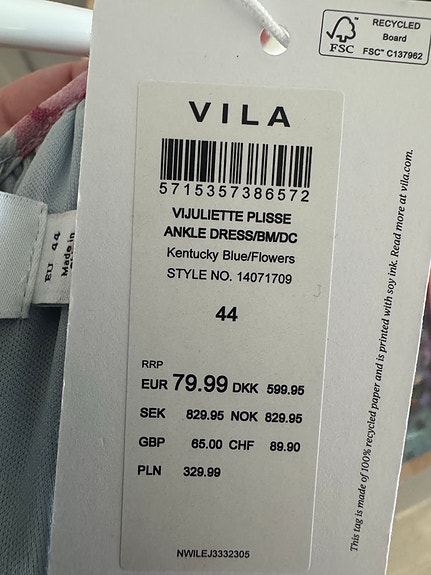 RECYCLED
Board
FSC
FSC™ C137962
VILA
5715357386572
VIJULIETTE PLISSE
ANKLE DRESS/BM/DC
Kentucky Blue/Flowers
STYLE NO. 14071709
44
RRP
EUR 79.99 DKK 599.95
SEK 829.95 NOK 829.95
GBP 65.00 CHF 89.90
PLN 329.99
NWILEJ3332305
This tag is made of 100% recycled paper and is printed with soy ink. Read more at vila.com.
EU 44
Made in